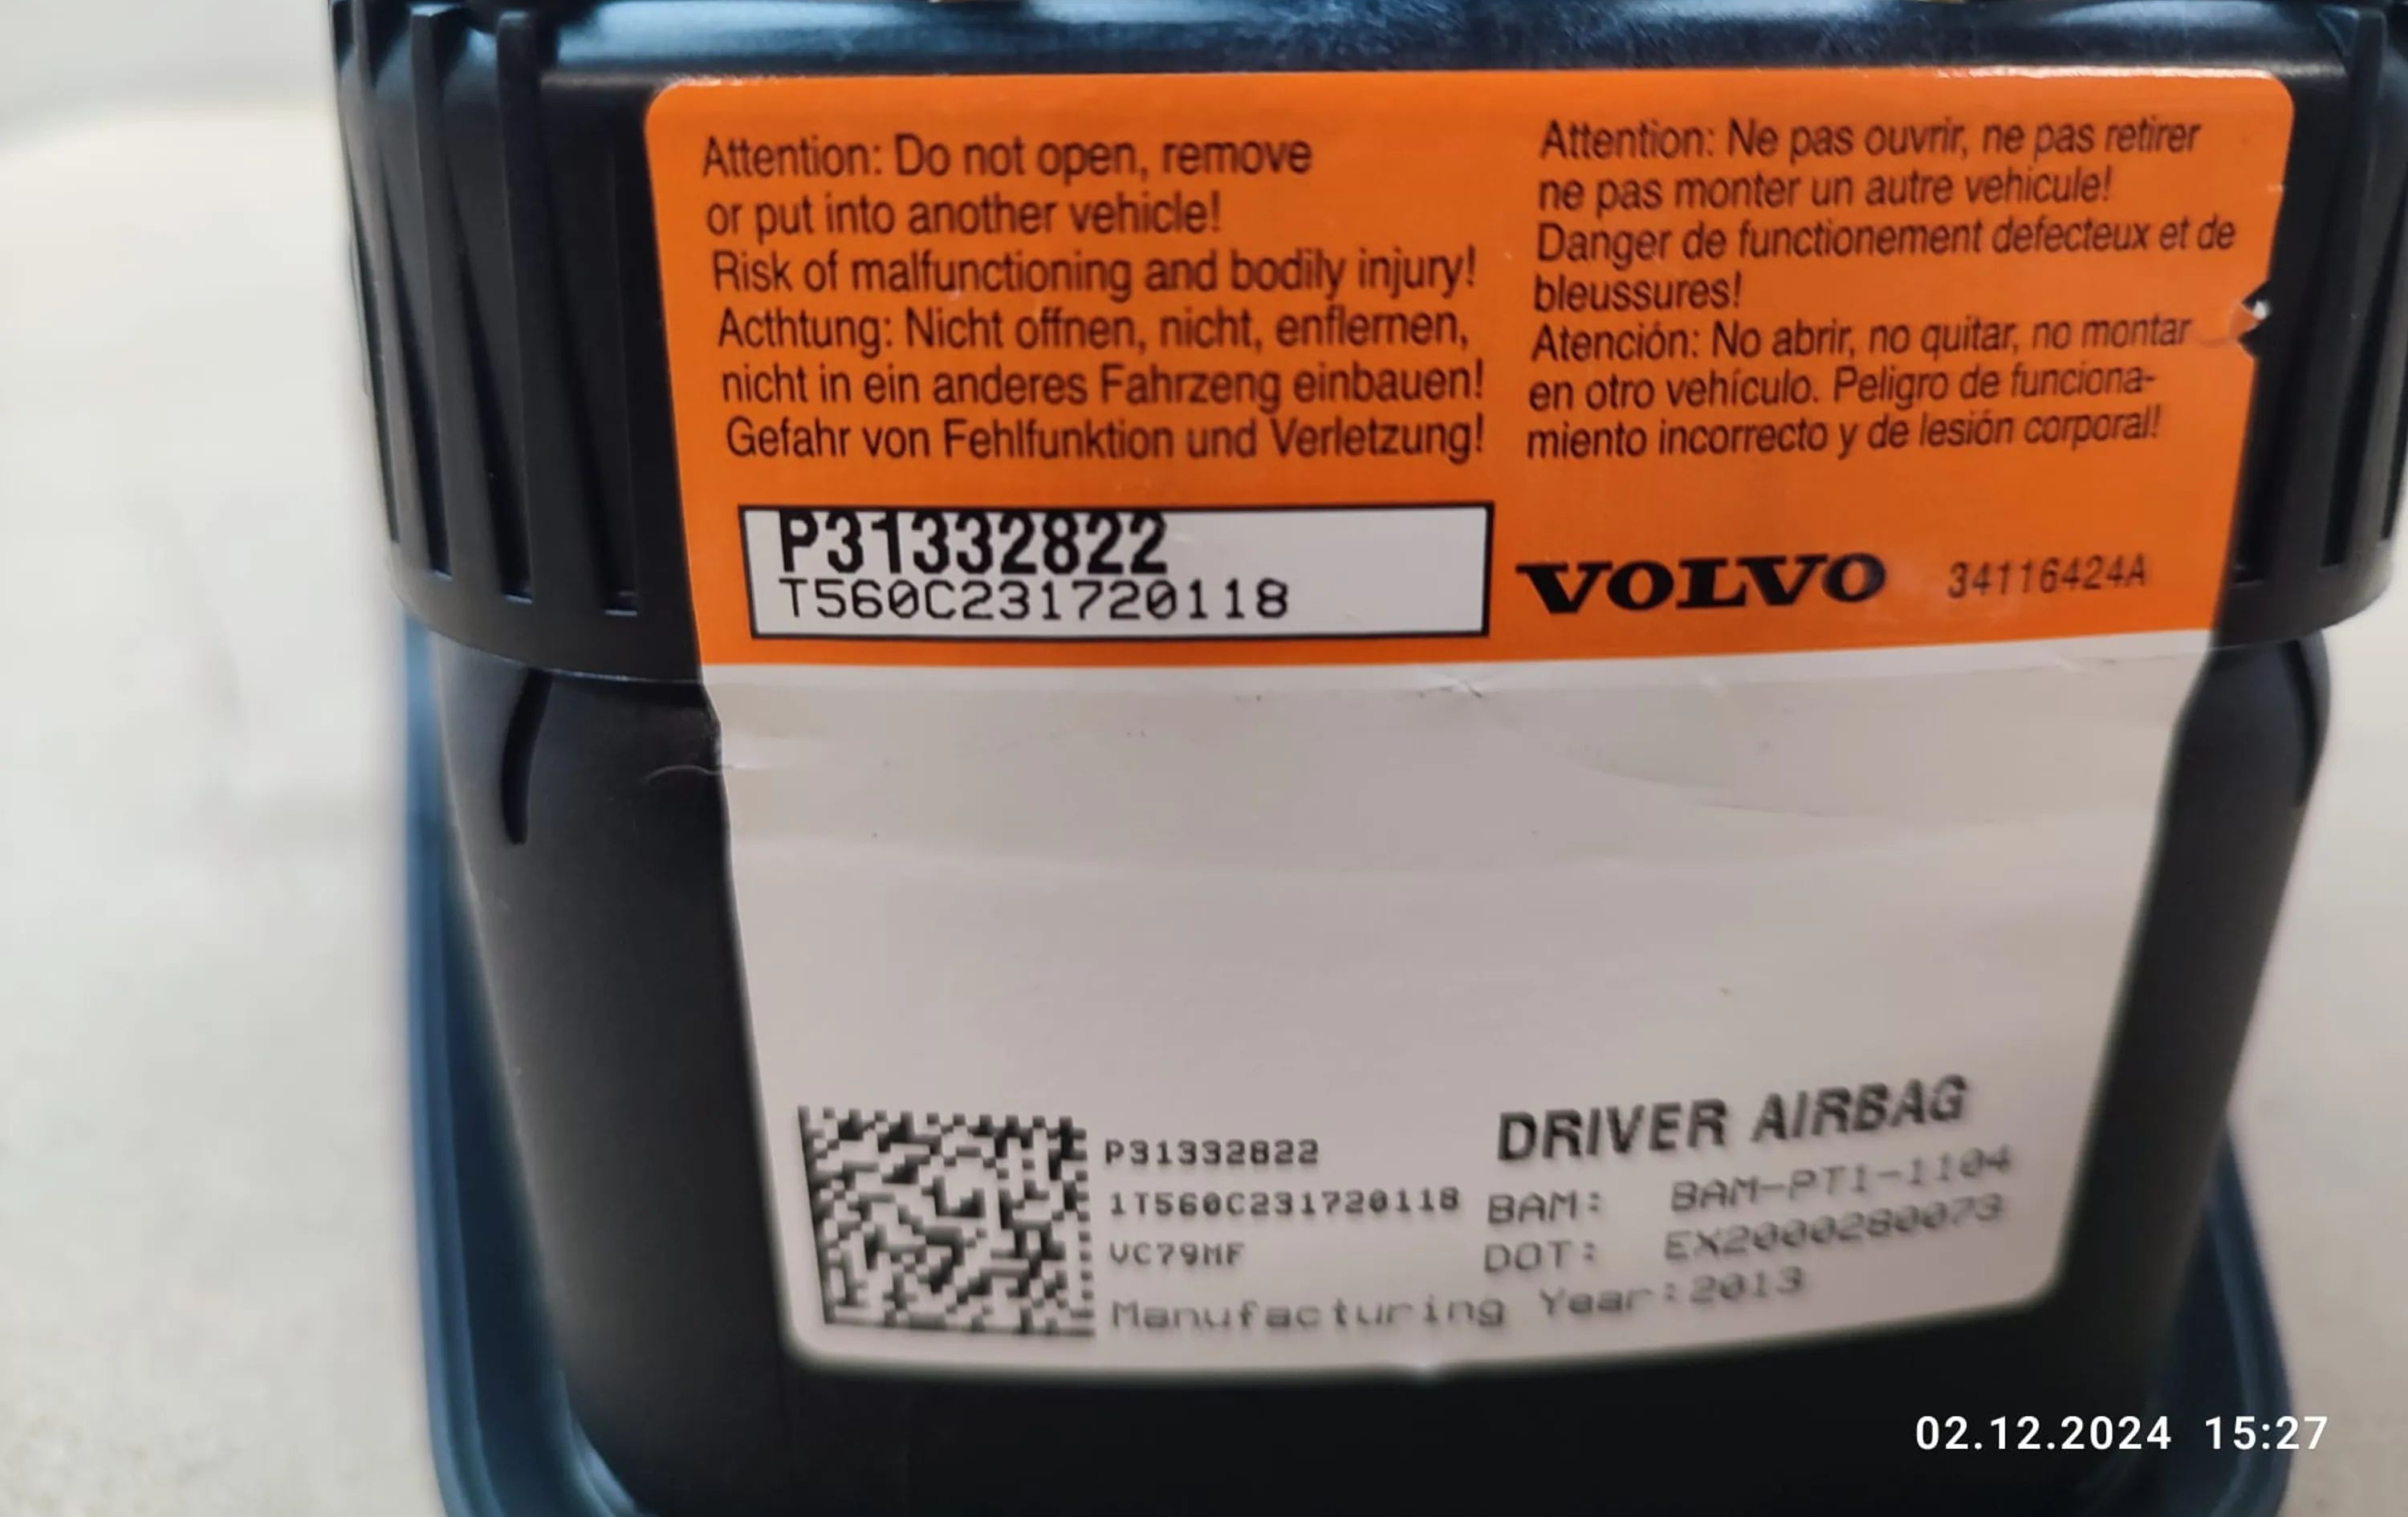 Attention: Do not open, remove
or put into another vehicle!
Risk of malfunctioning and bodily injury!
Acthtung: Nicht offnen, nicht, enflernen,
nicht in ein anderes Fahrzeng einbauen!
Gefahr von Fehlfunktion und Verletzung!
Attention: Ne pas ouvrir, ne pas retirer
ne pas monter un autre vehicule!
Danger de functionement defecteux et de
bleussures!
Atención: No abrir, no quitar, no montar
en otro vehículo. Peligro de funciona-
miento incorrecto y de lesión corporal!
P31332822
T560C231720118
VOLVO 34116424A
P31332822
1T560C231720118
VC79MF
DRIVER AIRBAG
BAM: BAM-PT1-1104
DOT: EX2000280073
Manufacturing Year:2013
02.12.2024 15:27